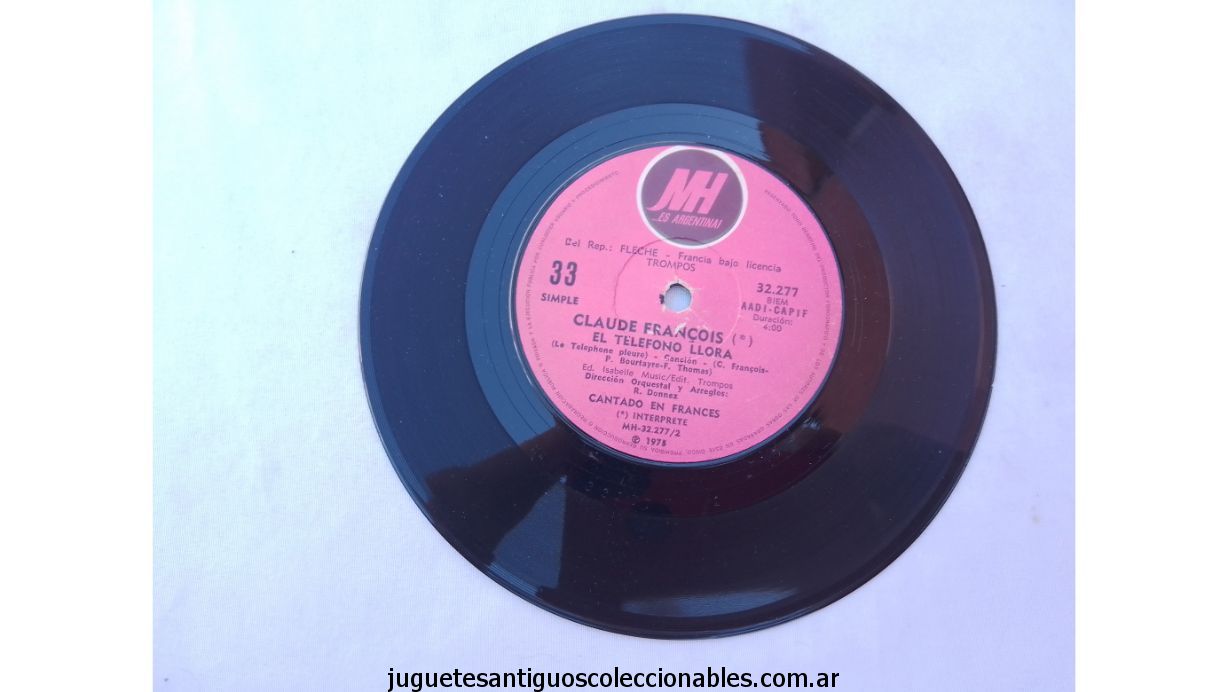 MH
...ES ARGENTINA!
Del Rep.: FLECHE - Francia bajo licencia
TROMPOS
33
SIMPLE
32.277
BIEM
AADI-CAPIF
Duración:
4:00
CLAUDE FRANÇOIS (*)
EL TELEFONO LLORA
(Le Telephone pleure) - Canción - (C. François-
P. Bourtayre-F. Thomas)
Ed. Isabelle Music/Edit. Trompos
Dirección Orquestal y Arreglos:
R. Donnez
CANTADO EN FRANCES
(*) INTERPRETE
MH-32.277/2
juguetesantiguoscoleccionables.com.ar